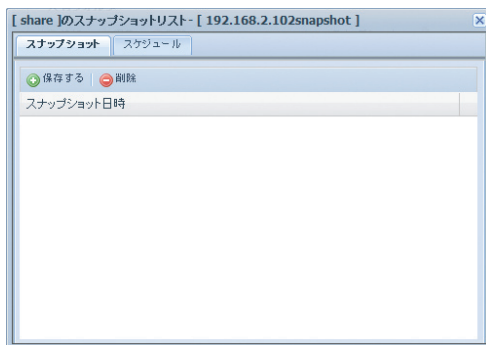 [ share ]のスナップショットリスト- [ 192.168.2.102snapshot ]
スナップショット スケジュール
保存する 削除
スナップショット日時